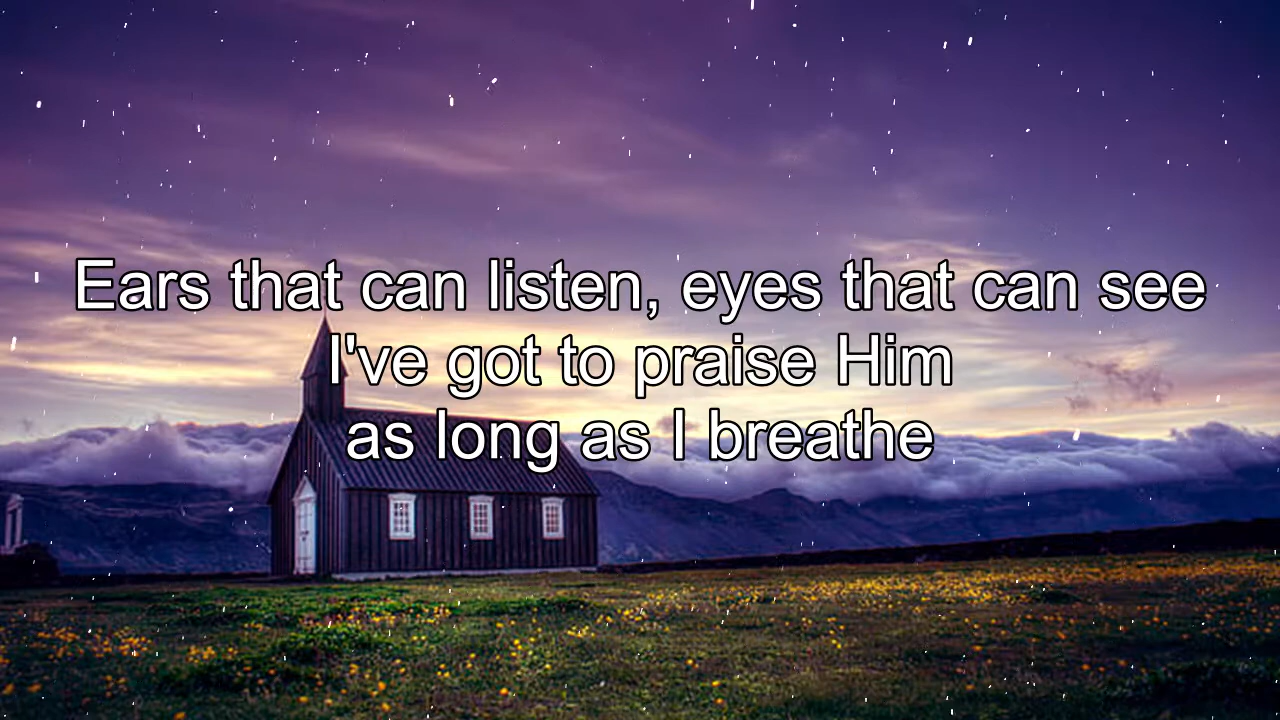 Ears that can listen, eyes that can see
I've got to praise Him
as long as I breathe